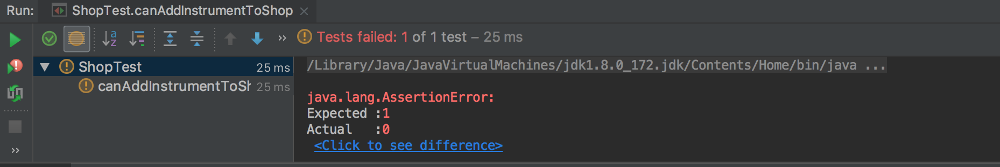 Run: ShopTest.canAddInstrumentToShop
Tests failed: 1 of 1 test – 25 ms
ShopTest 25 ms
canAddInstrumentToSh 25 ms
/Library/Java/JavaVirtualMachines/jdk1.8.0_172.jdk/Contents/Home/bin/java ...
java.lang.AssertionError:
Expected :1
Actual   :0
<Click to see difference>